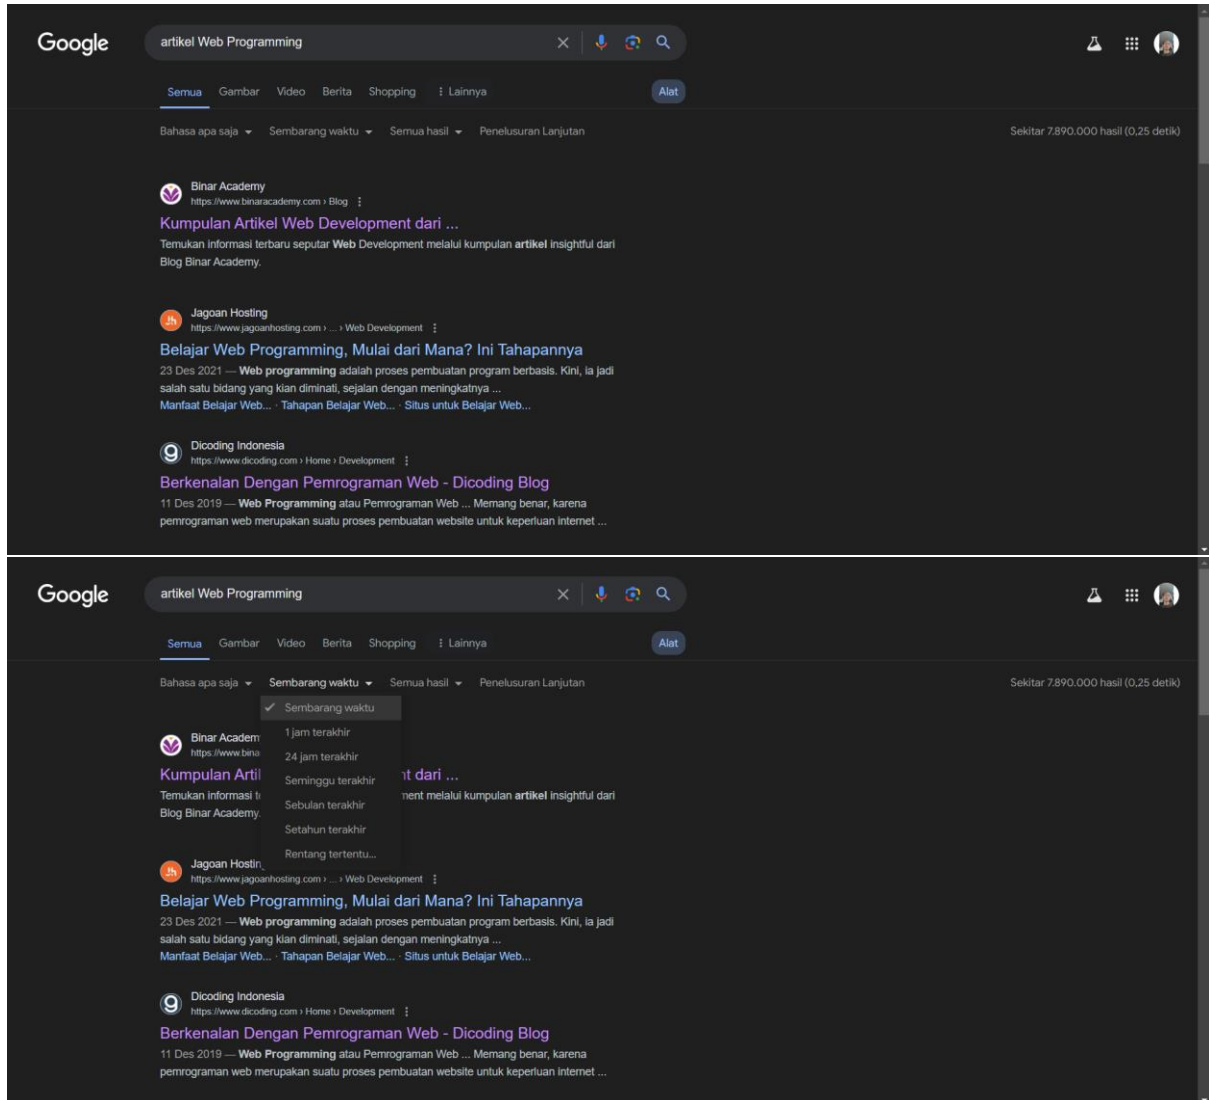 Google
artikel Web Programming
Semua Gambar Video Berita Shopping Lainnya Alat
Bahasa apa saja Sembarang waktu Semua hasil Penelusuran Lanjutan Sekitar 7.890.000 hasil (0,25 detik)
Binar Academy
https://www.binaracademy.com › Blog
Kumpulan Artikel Web Development dari ...
Temukan informasi terbaru seputar Web Development melalui kumpulan artikel insightful dari
Blog Binar Academy.
Jagoan Hosting
https://www.jagoanhosting.com › ... › Web Development
Belajar Web Programming, Mulai dari Mana? Ini Tahapannya
23 Des 2021 — Web programming adalah proses pembuatan program berbasis. Kini, ia jadi
salah satu bidang yang kian diminati, sejalan dengan meningkatnya ...
Manfaat Belajar Web... · Tahapan Belajar Web... · Situs untuk Belajar Web...
Dicoding Indonesia
https://www.dicoding.com › Home › Development
Berkenalan Dengan Pemrograman Web - Dicoding Blog
11 Des 2019 — Web Programming atau Pemrograman Web ... Memang benar, karena
pemrograman web merupakan suatu proses pembuatan website untuk keperluan internet ...
Google
artikel Web Programming
Semua Gambar Video Berita Shopping Lainnya Alat
Bahasa apa saja Sembarang waktu Semua hasil Penelusuran Lanjutan Sekitar 7.890.000 hasil (0,25 detik)
Sembarang waktu
1 jam terakhir
24 jam terakhir
Seminggu terakhir
Sebulan terakhir
Setahun terakhir
Rentang tertentu...
Binar Academ
https://www.bina
Kumpulan Arti nt dari ...
Temukan informasi ment melalui kumpulan artikel insightful dari
Blog Binar Academy.
Jagoan Hostin
https://www.jagoanhosting.com › ... › Web Development
Belajar Web Programming, Mulai dari Mana? Ini Tahapannya
23 Des 2021 — Web programming adalah proses pembuatan program berbasis. Kini, ia jadi
salah satu bidang yang kian diminati, sejalan dengan meningkatnya ...
Manfaat Belajar Web... · Tahapan Belajar Web... · Situs untuk Belajar Web...
Dicoding Indonesia
https://www.dicoding.com › Home › Development
Berkenalan Dengan Pemrograman Web - Dicoding Blog
11 Des 2019 — Web Programming atau Pemrograman Web ... Memang benar, karena
pemrograman web merupakan suatu proses pembuatan website untuk keperluan internet ...